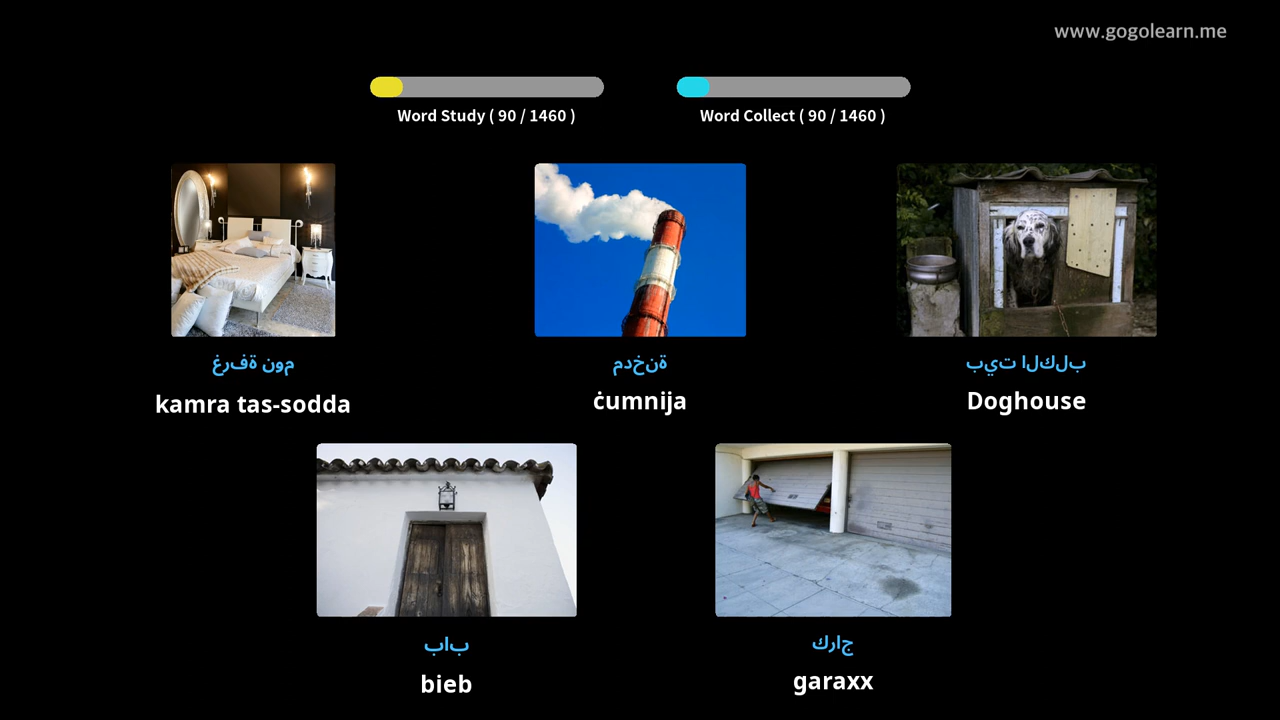 www.gogolearn.me
Word Study ( 90 / 1460 )
Word Collect ( 90 / 1460 )
غرفة نوم
kamra tas-sodda
مدخنة
ċumnija
بيت الكلب
Doghouse
باب
bieb
كراج
garaxx